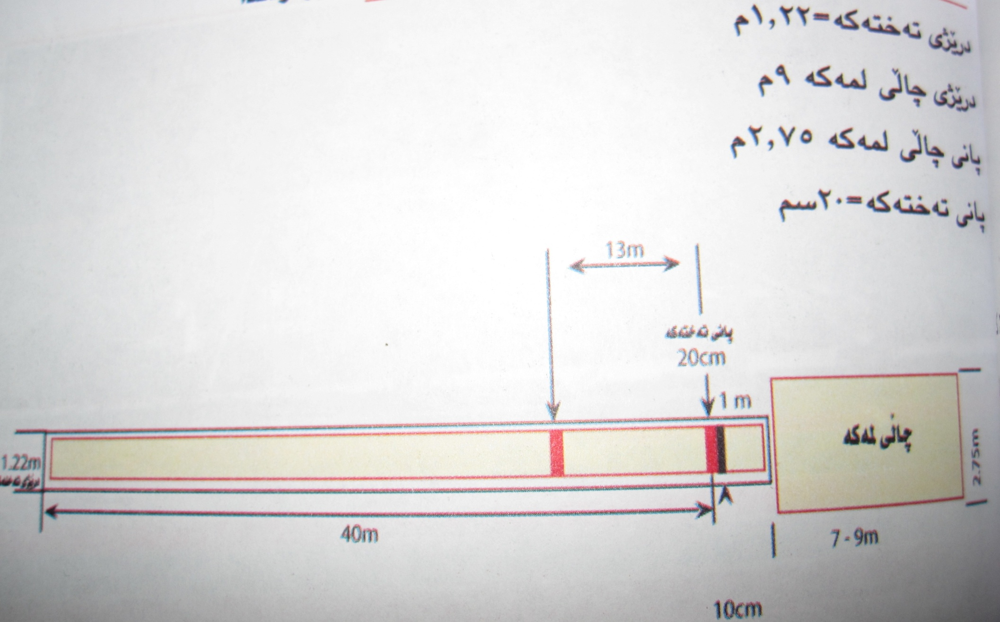 درێژی تەختەکە=١,٢٢م
درێژی چاڵی لمەکە ٩م
پانی چاڵی لمەکە ٢,٧٥م
پانی تەختەکە=٢٠سم
13m
پانی تەختەی
20cm
1 m
چاڵی لمەکە
1.22m
2.75m
A
40m
7 - 9m
10cm